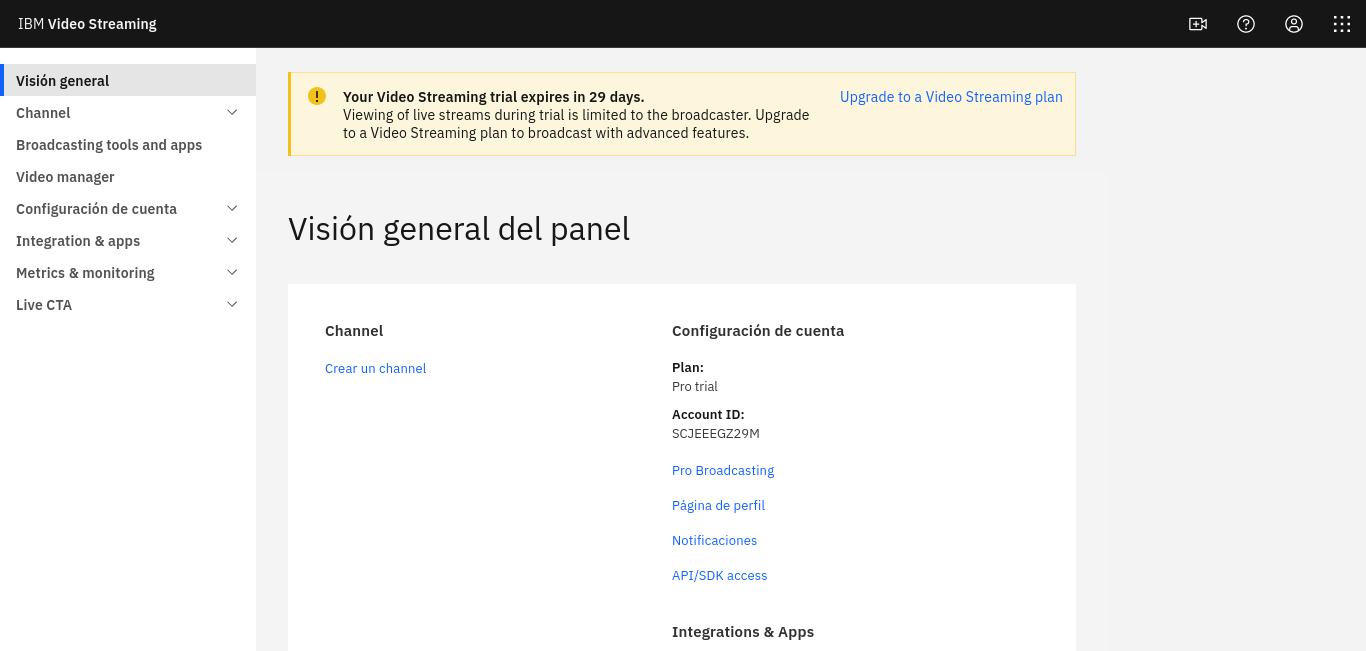 IBM Video Streaming
Visión general
Channel
Broadcasting tools and apps
Video manager
Configuración de cuenta
Integration & apps
Metrics & monitoring
Live CTA
Your Video Streaming trial expires in 29 days.
Viewing of live streams during trial is limited to the broadcaster. Upgrade
to a Video Streaming plan to broadcast with advanced features.
Upgrade to a Video Streaming plan
Visión general del panel
Channel
Crear un channel
Configuración de cuenta
Plan:
Pro trial
Account ID:
SCJEEEGZ29M
Pro Broadcasting
Página de perfil
Notificaciones
API/SDK access
Integrations & Apps